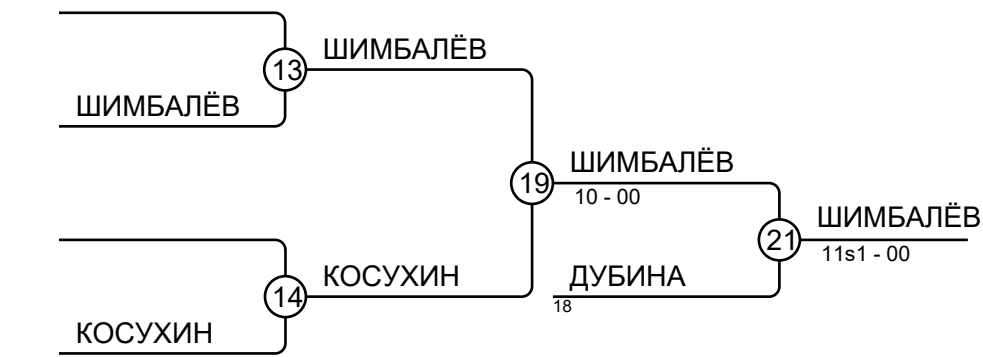 ШИМБАЛЁВ
13
ШИМБАЛЁВ
ШИМБАЛЁВ
19
10 - 00
ШИМБАЛЁВ
21
11s1 - 00
КОСУХИН
ДУБИНА
14
18
КОСУХИН